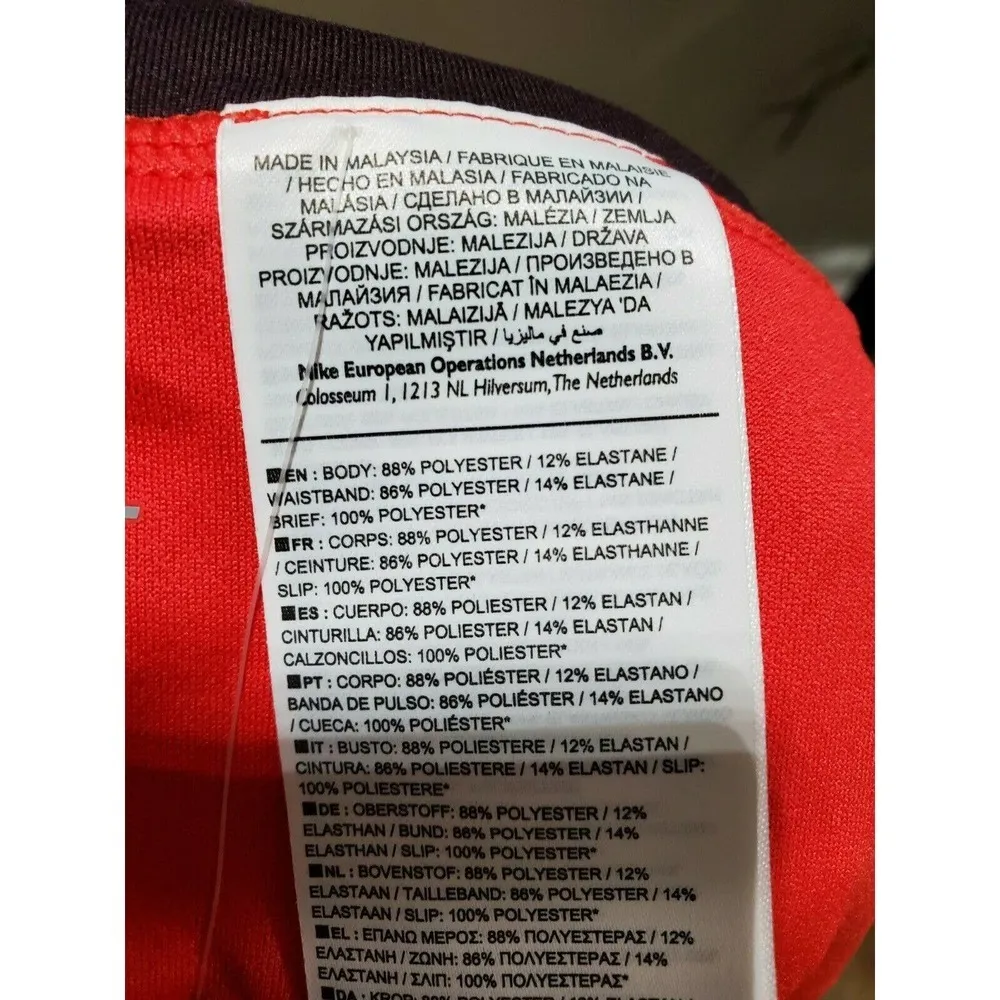 MADE IN MALAYSIA / FABRIQUE EN MALAISIE
/ HECHO EN MALASIA / FABRICADO NA
MALÁSIA / СДЕЛАНО В МАЛАЙЗИИ /
SZÁRMAZÁSI ORSZÁG: MALÉZIA / ZEMLJA
PROIZVODNJE: MALEZIJA / DRŽAVA
PROIZVODNJE: MALEZIJA / ПРОИЗВЕДЕНО В
МАЛАЙЗИЯ / FABRICAT ÎN MALAEZIA /
RAŽOTS: MALAIZIJĀ / MALEZYA 'DA
YAPILMIŞTIR / صنع في ماليزيا
Nike European Operations Netherlands B.V.
Colosseum 1, 1213 NL Hilversum, The Netherlands
EN : BODY: 88% POLYESTER / 12% ELASTANE /
WAISTBAND: 86% POLYESTER / 14% ELASTANE /
BRIEF: 100% POLYESTER*
FR : CORPS: 88% POLYESTER / 12% ELASTHANNE
/ CEINTURE: 86% POLYESTER / 14% ELASTHANNE /
SLIP: 100% POLYESTER*
ES : CUERPO: 88% POLIESTER / 12% ELASTAN /
CINTURILLA: 86% POLIESTER / 14% ELASTAN /
CALZONCILLOS: 100% POLIESTER*
PT : CORPO: 88% POLIÉSTER / 12% ELASTANO /
BANDA DE PULSO: 86% POLIÉSTER / 14% ELASTANO
/ CUECA: 100% POLIÉSTER*
IT : BUSTO: 88% POLIESTERE / 12% ELASTAN /
CINTURA: 86% POLIESTERE / 14% ELASTAN / SLIP:
100% POLIESTERE*
DE : OBERSTOFF: 88% POLYESTER / 12%
ELASTHAN / BUND: 86% POLYESTER / 14%
ELASTHAN / SLIP: 100% POLYESTER*
NL : BOVENSTOF: 88% POLYESTER / 12%
ELASTAAN / TAILLEBAND: 86% POLYESTER / 14%
ELASTAAN / SLIP: 100% POLYESTER*
EL : ΕΠΑΝΩ ΜΕΡΟΣ: 88% ΠΟΛΥΕΣΤΕΡΑΣ / 12%
ΕΛΑΣΤΑΝΗ / ΖΩΝΗ: 86% ΠΟΛΥΕΣΤΕΡΑΣ / 14%
ΕΛΑΣΤΑΝΗ / ΣΛΙΠ: 100% ΠΟΛΥΕΣΤΕΡΑΣ*
DA : KROP: